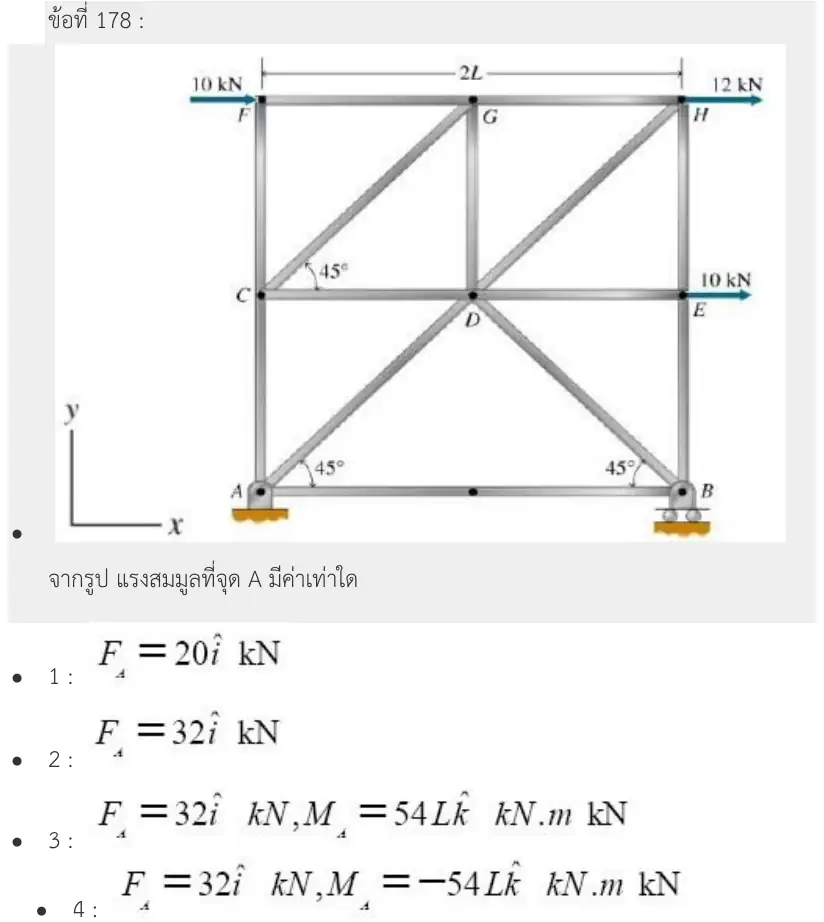 ข้อที่ 178 :
2L
10 kN
12 kN
F
G
H
45°
10 kN
C
D
E
y
45°
45°
A
B
x
จากรูป แรงสมมูลที่จุด A มีค่าเท่าใด
1 : F_A = 20î kN
2 : F_A = 32î kN
3 : F_A = 32î kN, M_A = 54Lk̂ kN.m kN
4 : F_A = 32î kN, M_A = −54Lk̂ kN.m kN